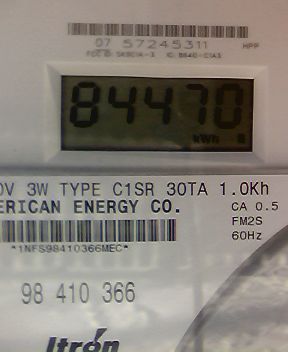 07 57245311 HPP
84470
kWh
0V 3W TYPE C1SR 30TA 1.0Kh
ERICAN ENERGY CO. CA 0.5
FM2S
60Hz
*1NFS98410366MEC*
98 410 366
Itron